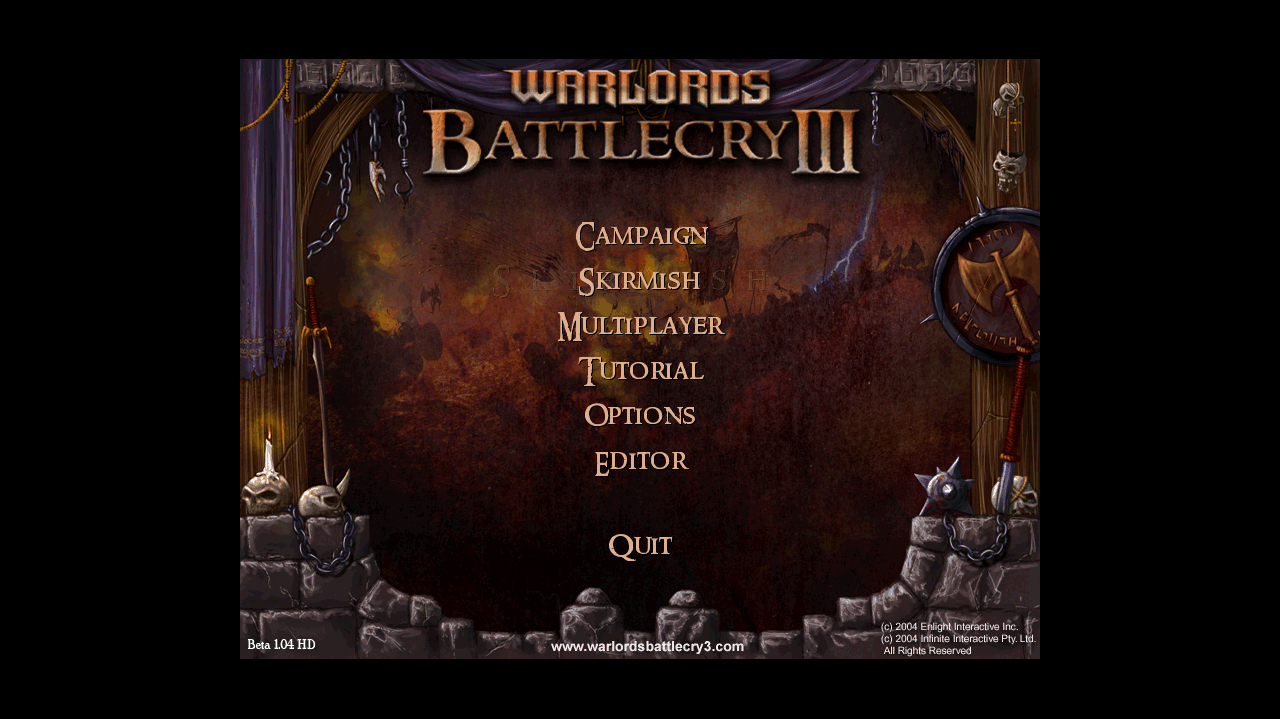 WARLORDS
BATTLECRY III
CAMPAIGN
SKIRMISH
MULTIPLAYER
TUTORIAL
OPTIONS
EDITOR
QUIT
Beta 1.04 HD
www.warlordsbattlecry3.com
(c) 2004 Enlight Interactive Inc.
(c) 2004 Infinite Interactive Pty. Ltd.
All Rights Reserved